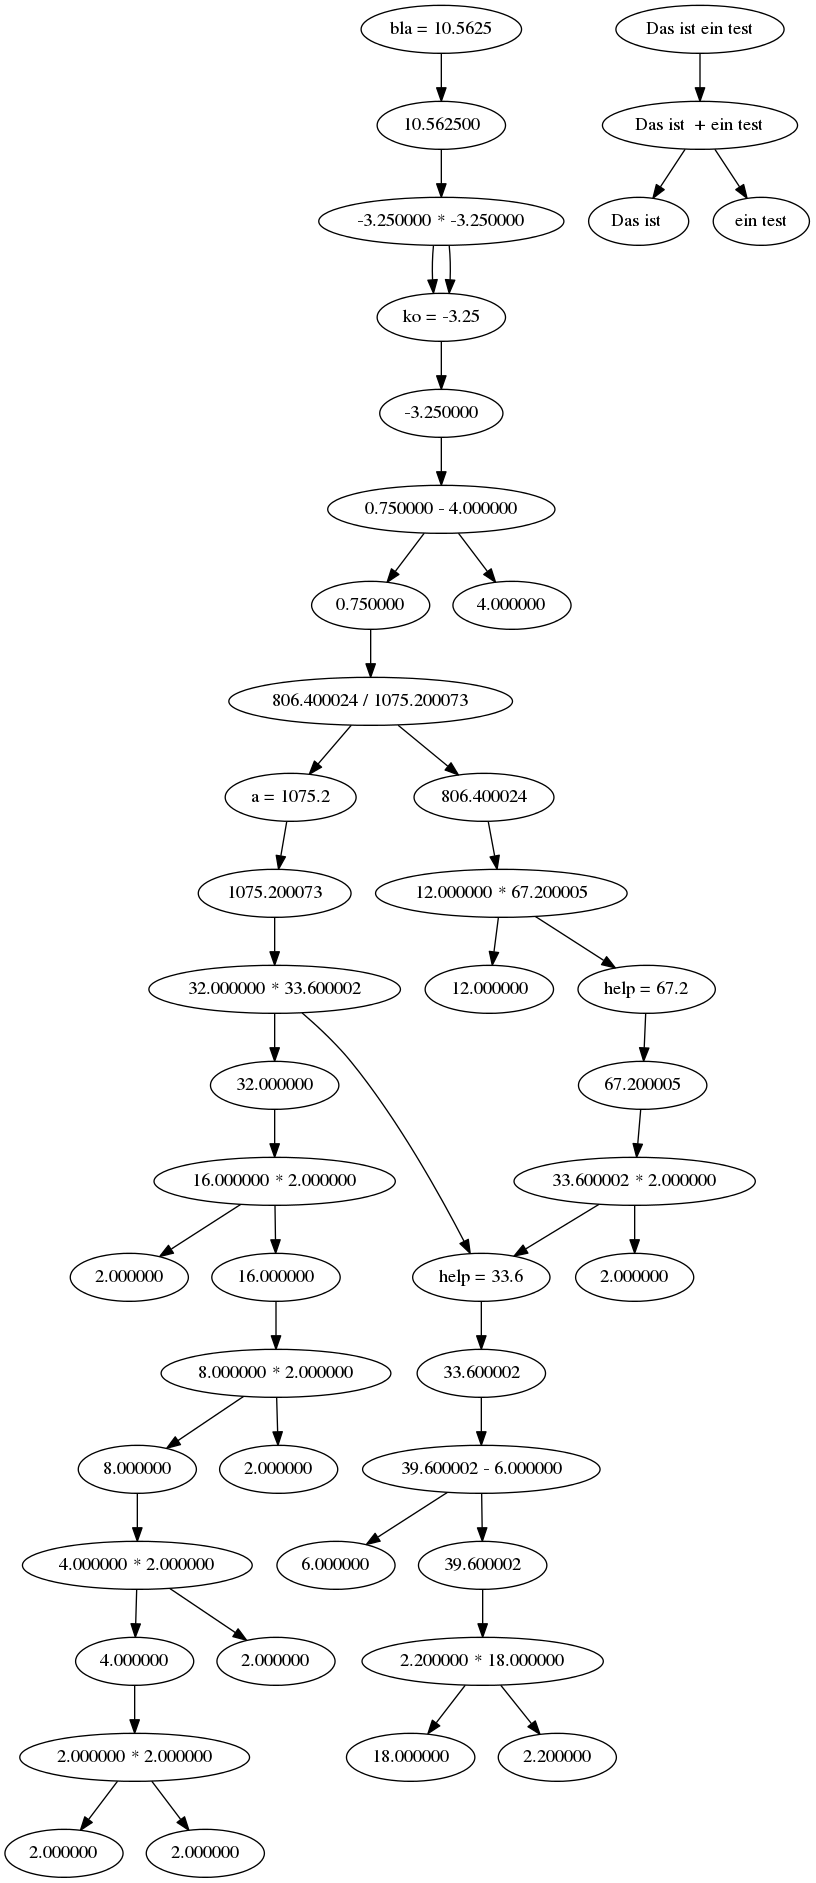 bla = 10.5625
Das ist ein test
10.562500
Das ist  + ein test
-3.250000 * -3.250000
Das ist
ein test
ko = -3.25
-3.250000
0.750000 - 4.000000
0.750000
4.000000
806.400024 / 1075.200073
a = 1075.2
806.400024
1075.200073
12.000000 * 67.200005
32.000000 * 33.600002
12.000000
help = 67.2
32.000000
67.200005
16.000000 * 2.000000
33.600002 * 2.000000
2.000000
16.000000
help = 33.6
2.000000
8.000000 * 2.000000
33.600002
8.000000
2.000000
39.600002 - 6.000000
4.000000 * 2.000000
6.000000
39.600002
4.000000
2.000000
2.200000 * 18.000000
2.000000 * 2.000000
18.000000
2.200000
2.000000
2.000000